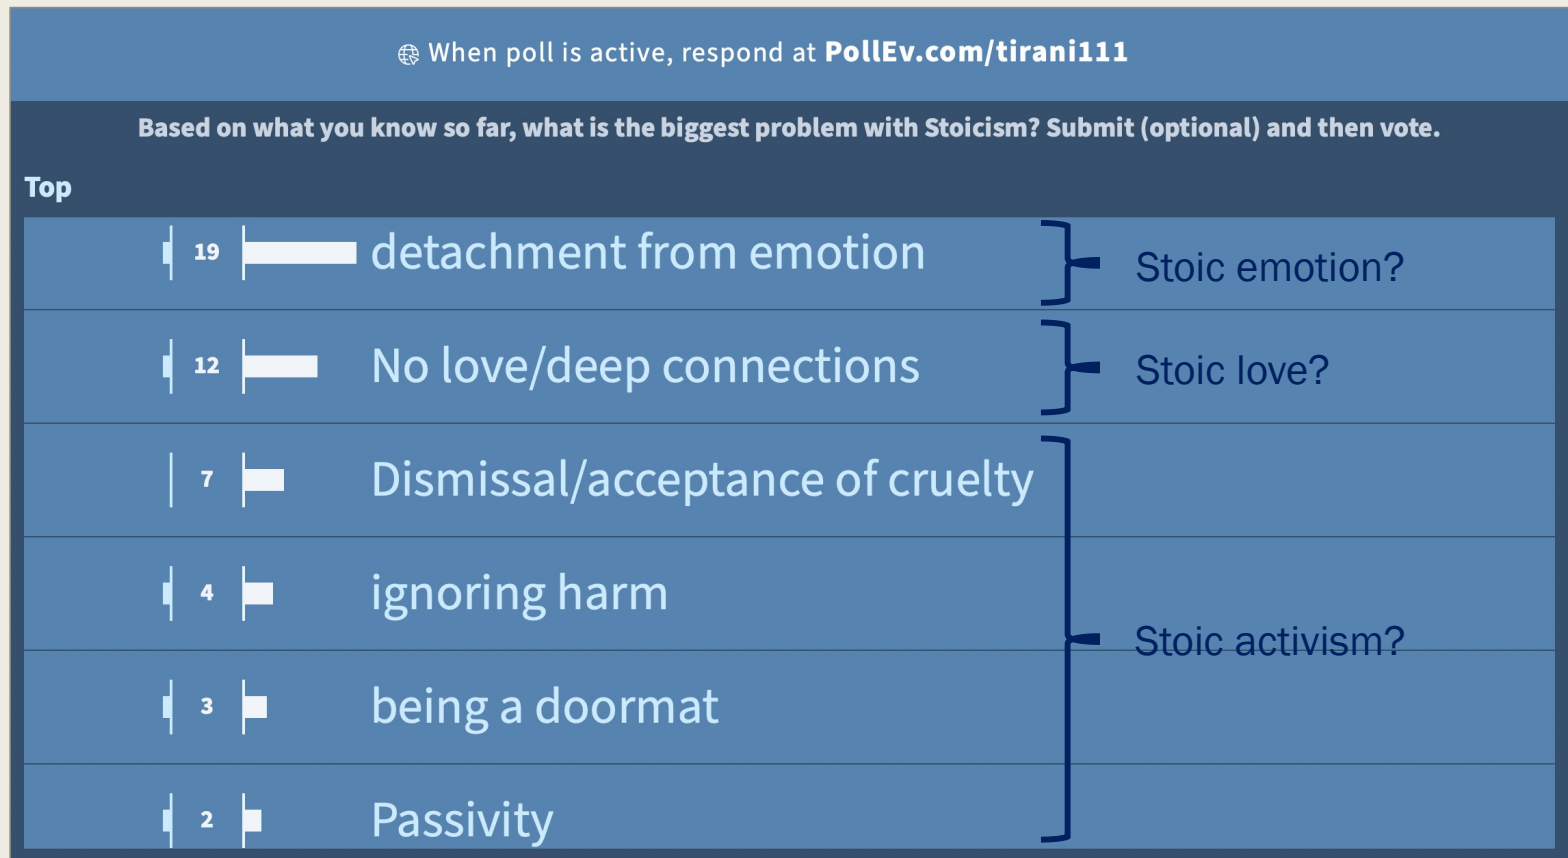 When poll is active, respond at PollEv.com/tirani111
Based on what you know so far, what is the biggest problem with Stoicism? Submit (optional) and then vote.
Top
19 detachment from emotion Stoic emotion?
12 No love/deep connections Stoic love?
7 Dismissal/acceptance of cruelty
4 ignoring harm
Stoic activism?
3 being a doormat
2 Passivity